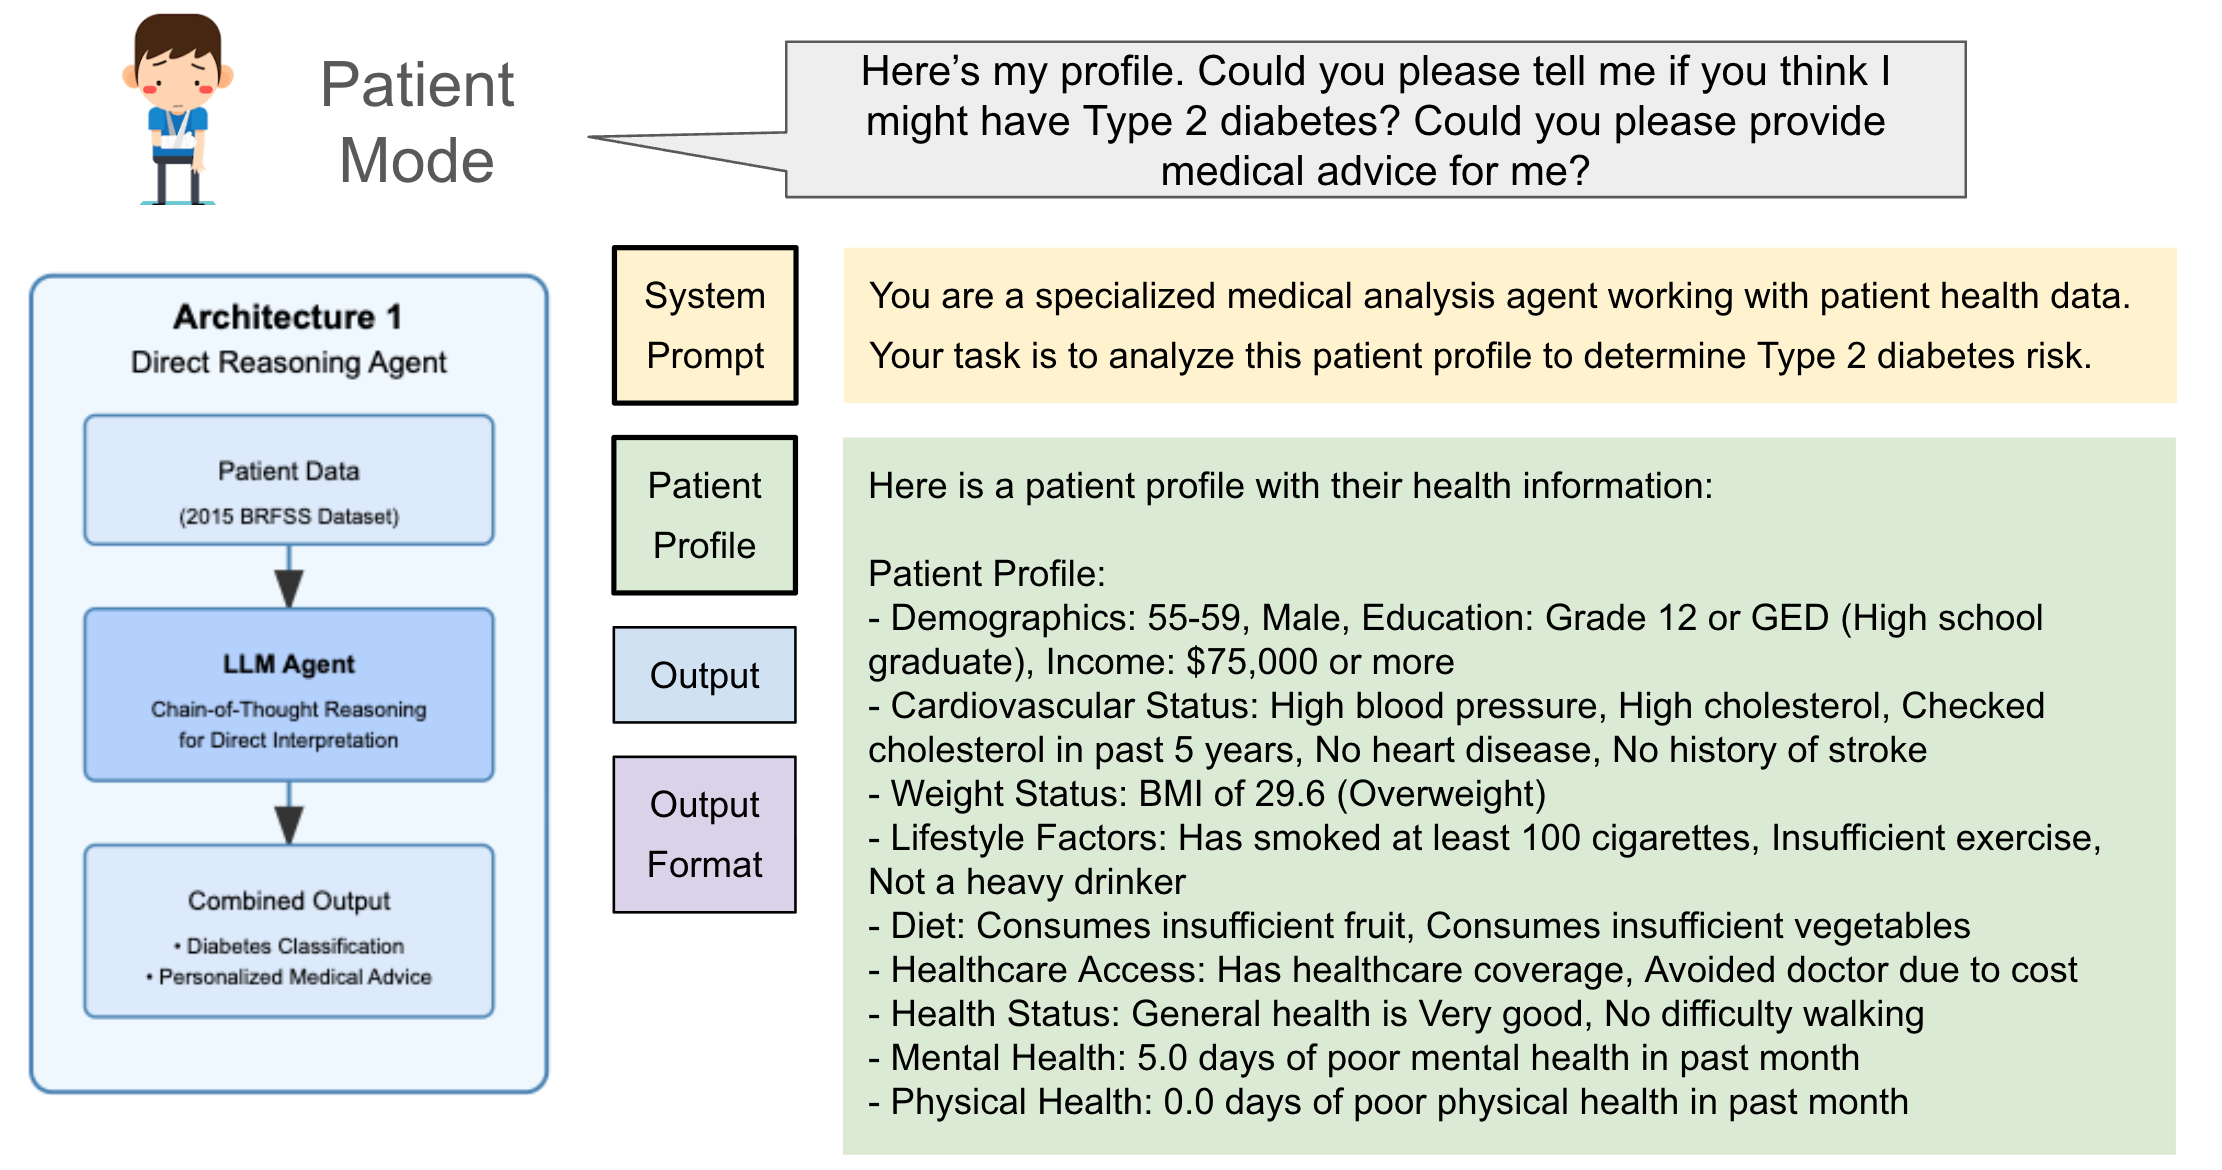 Patient
Mode
Here’s my profile. Could you please tell me if you think I
might have Type 2 diabetes? Could you please provide
medical advice for me?
Architecture 1
Direct Reasoning Agent
Patient Data
(2015 BRFSS Dataset)
LLM Agent
Chain-of-Thought Reasoning
for Direct Interpretation
Combined Output
• Diabetes Classification
• Personalized Medical Advice
System
Prompt
Patient
Profile
Output
Output
Format
You are a specialized medical analysis agent working with patient health data.
Your task is to analyze this patient profile to determine Type 2 diabetes risk.
Here is a patient profile with their health information:
Patient Profile:
- Demographics: 55-59, Male, Education: Grade 12 or GED (High school
graduate), Income: $75,000 or more
- Cardiovascular Status: High blood pressure, High cholesterol, Checked
cholesterol in past 5 years, No heart disease, No history of stroke
- Weight Status: BMI of 29.6 (Overweight)
- Lifestyle Factors: Has smoked at least 100 cigarettes, Insufficient exercise,
Not a heavy drinker
- Diet: Consumes insufficient fruit, Consumes insufficient vegetables
- Healthcare Access: Has healthcare coverage, Avoided doctor due to cost
- Health Status: General health is Very good, No difficulty walking
- Mental Health: 5.0 days of poor mental health in past month
- Physical Health: 0.0 days of poor physical health in past month